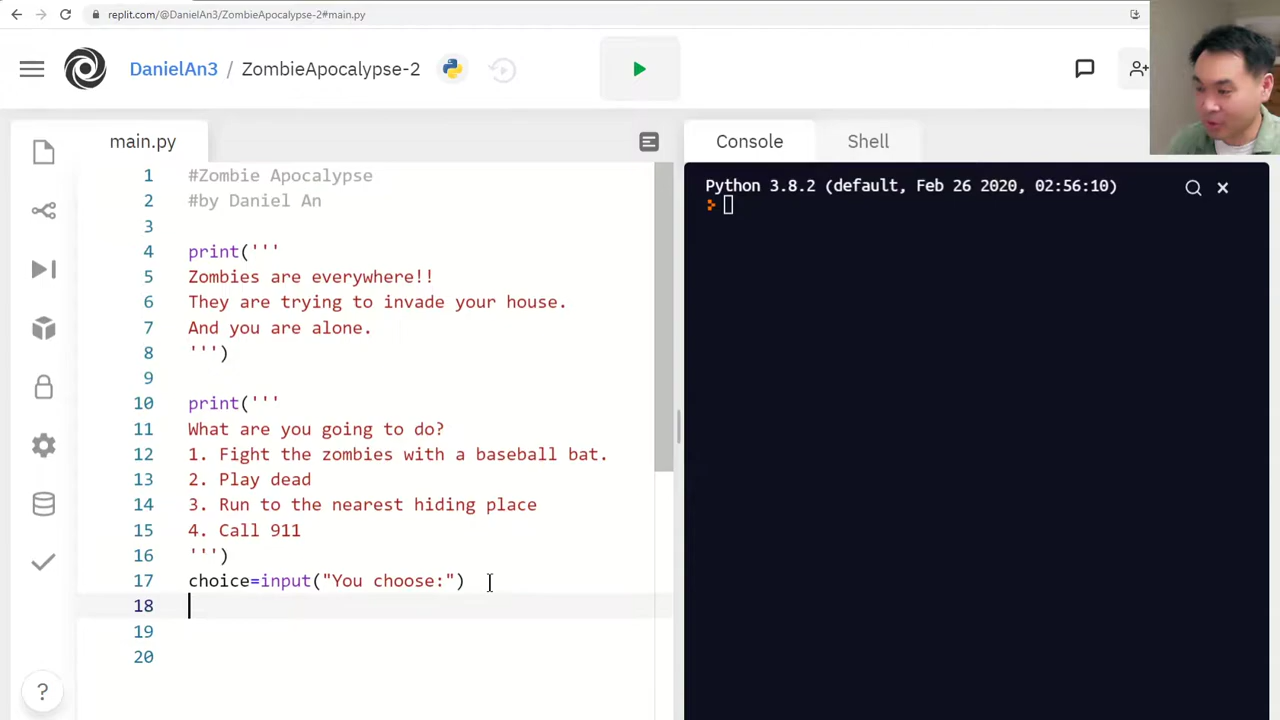 replit.com/@DanielAn3/ZombieApocalypse-2#main.py
DanielAn3 / ZombieApocalypse-2
main.py
Console
Shell
1 #Zombie Apocalypse
2 #by Daniel An
3
4 print('''
5 Zombies are everywhere!!
6 They are trying to invade your house.
7 And you are alone.
8 ''')
9
10 print('''
11 What are you going to do?
12 1. Fight the zombies with a baseball bat.
13 2. Play dead
14 3. Run to the nearest hiding place
15 4. Call 911
16 ''')
17 choice=input("You choose:")
18
19
20
Python 3.8.2 (default, Feb 26 2020, 02:56:10)
?